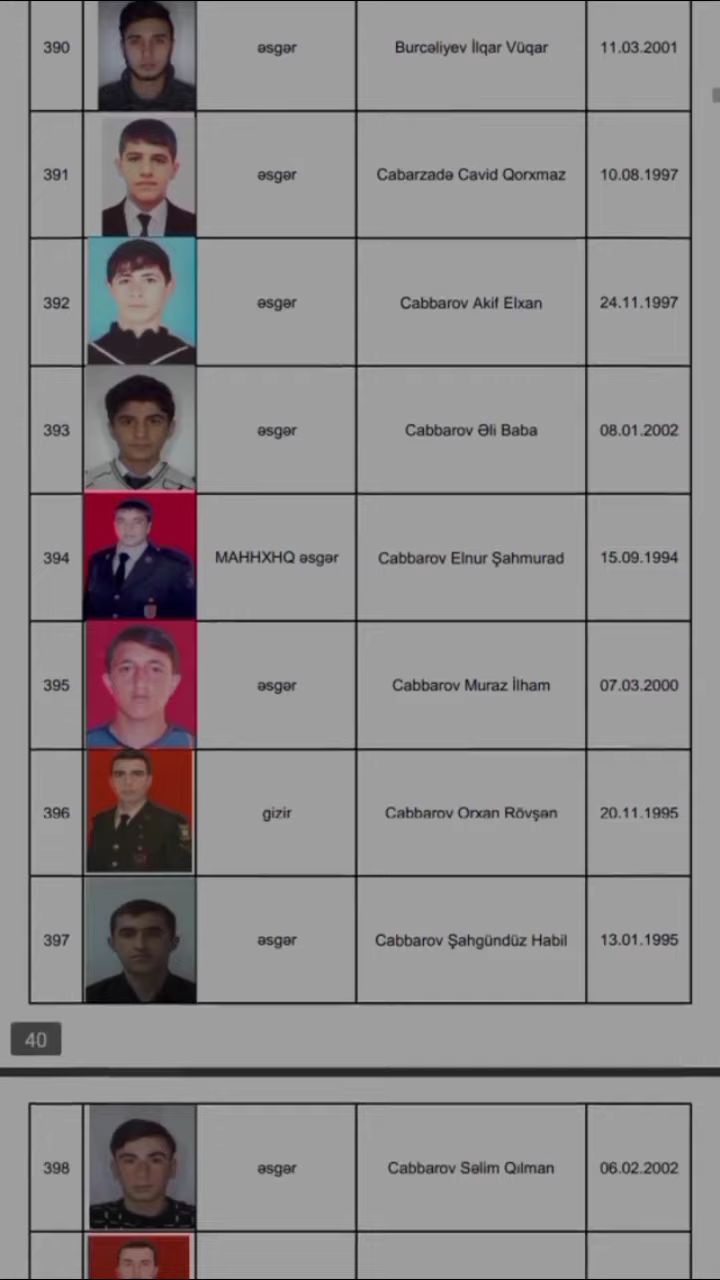 390 əsgər Burcəliyev İlqar Vüqar 11.03.2001
391 əsgər Cabarzadə Cavid Qorxmaz 10.08.1997
392 əsgər Cabbarov Akif Elxan 24.11.1997
393 əsgər Cabbarov Əli Baba 08.01.2002
394 MAHHXHQ əsgər Cabbarov Elnur Şahmurad 15.09.1994
395 əsgər Cabbarov Muraz İlham 07.03.2000
396 gizir Cabbarov Orxan Rövşən 20.11.1995
397 əsgər Cabbarov Şahgündüz Habil 13.01.1995
40
398 əsgər Cabbarov Səlim Qılman 06.02.2002